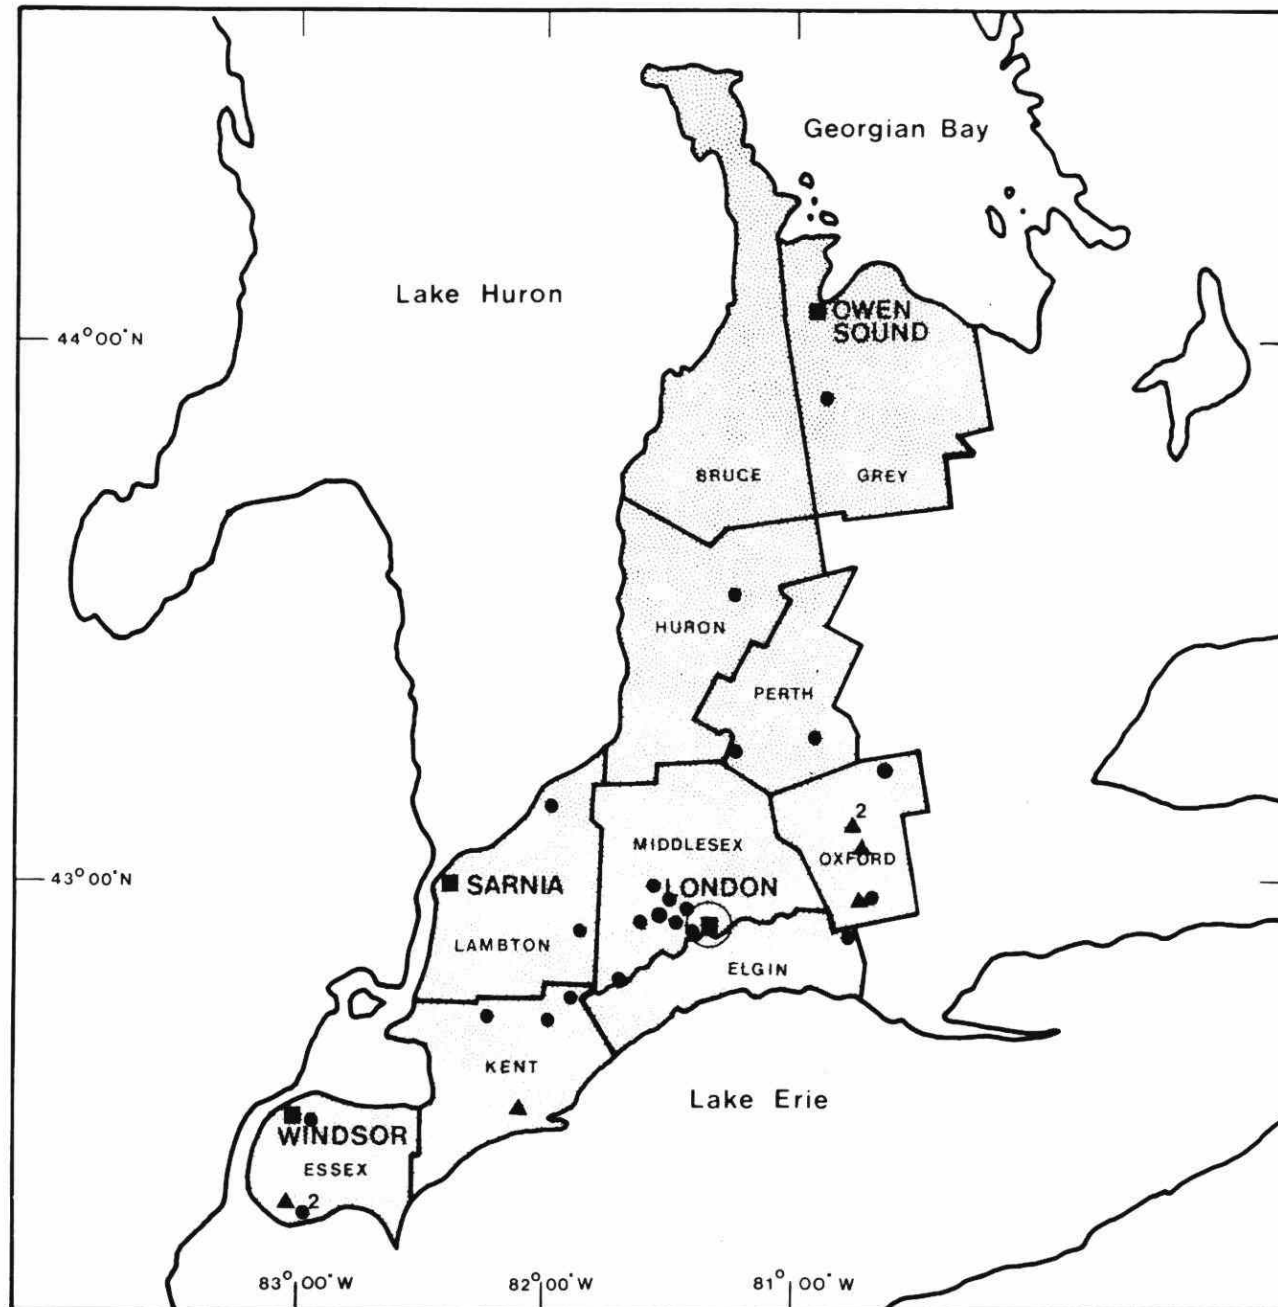 Georgian Bay
Lake Huron
OWEN
SOUND
44°00'N
BRUCE
GREY
HURON
PERTH
2
MIDDLESEX
OXFORD
43°00'N
SARNIA
LONDON
LAMBTON
ELGIN
KENT
Lake Erie
WINDSOR
ESSEX
2
83°00'W
82°00'W
81°00'W